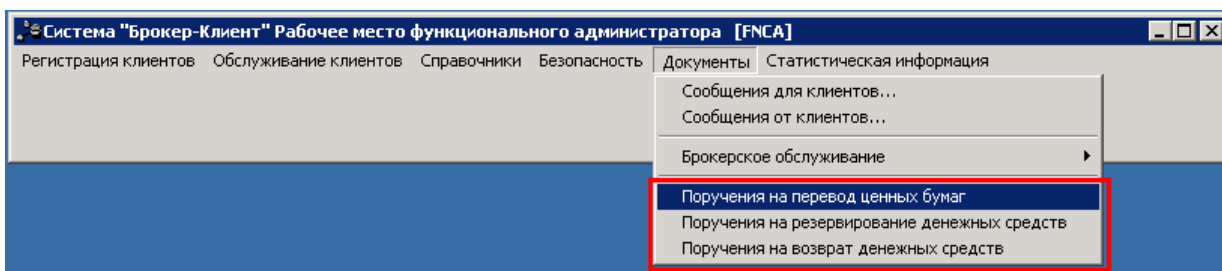 Система "Брокер-Клиент" Рабочее место функционального администратора [FNCA]
Регистрация клиентов Обслуживание клиентов Справочники Безопасность Документы Статистическая информация
Сообщения для клиентов...
Сообщения от клиентов...
Брокерское обслуживание
Поручения на перевод ценных бумаг
Поручения на резервирование денежных средств
Поручения на возврат денежных средств